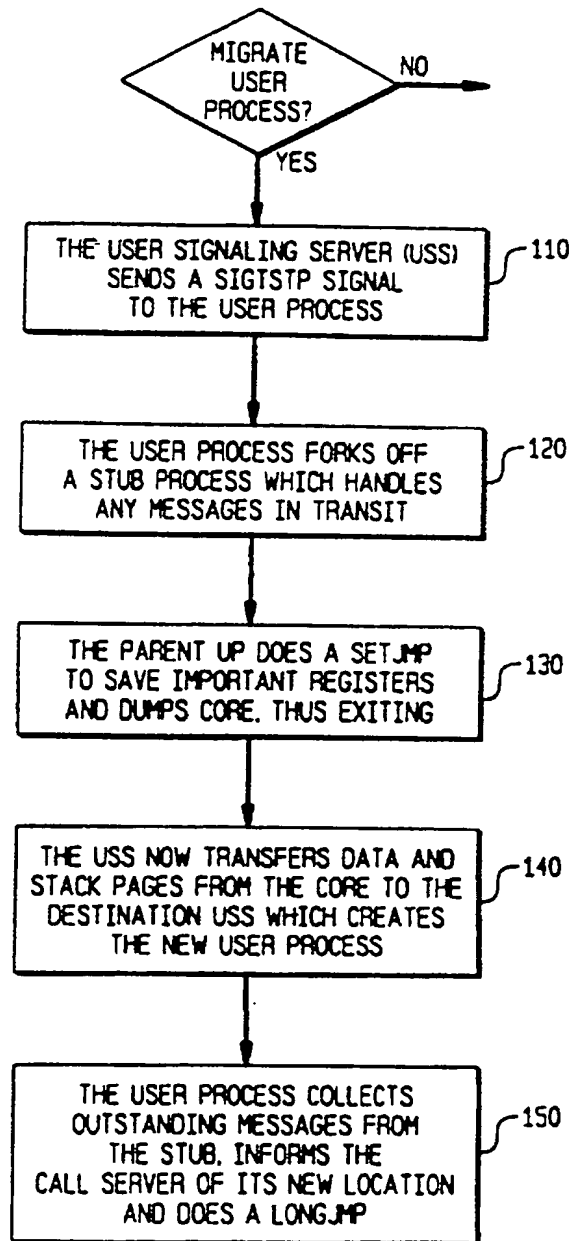 MIGRATE
USER
PROCESS?
NO
YES
THE USER SIGNALING SERVER (USS)
SENDS A SIGTSTP SIGNAL
TO THE USER PROCESS
110
THE USER PROCESS FORKS OFF
A STUB PROCESS WHICH HANDLES
ANY MESSAGES IN TRANSIT
120
THE PARENT UP DOES A SETJMP
TO SAVE IMPORTANT REGISTERS
AND DUMPS CORE, THUS EXITING
130
THE USS NOW TRANSFERS DATA AND
STACK PAGES FROM THE CORE TO THE
DESTINATION USS WHICH CREATES
THE NEW USER PROCESS
140
THE USER PROCESS COLLECTS
OUTSTANDING MESSAGES FROM
THE STUB, INFORMS THE
CALL SERVER OF ITS NEW LOCATION
AND DOES A LONGJMP
150